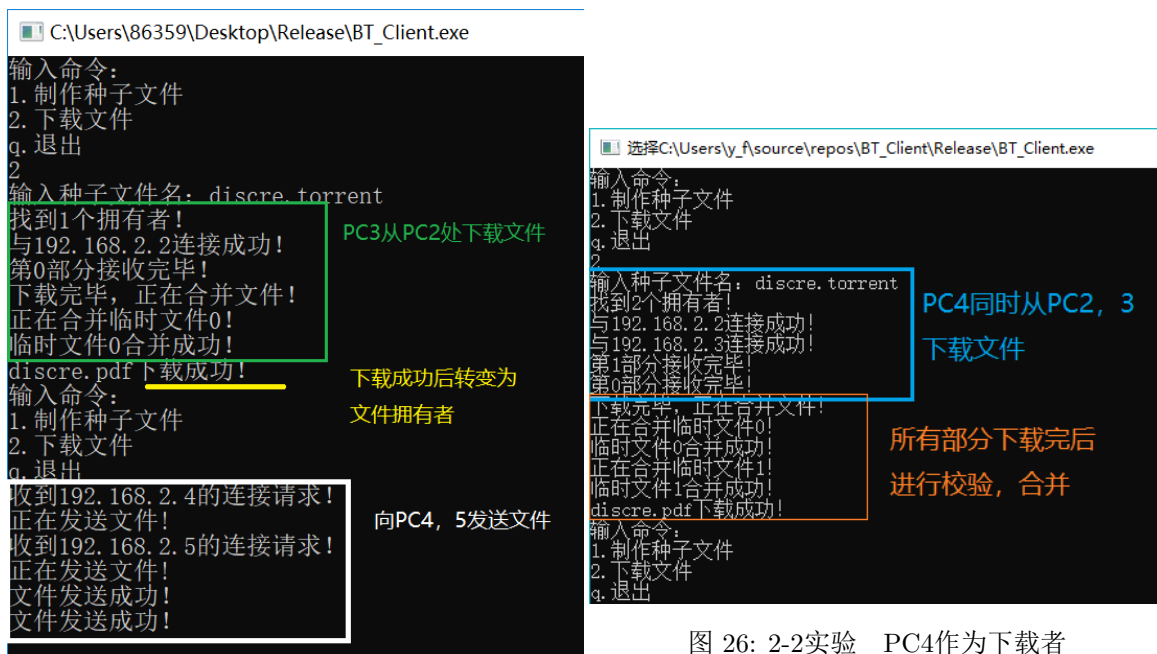 C:\Users\86359\Desktop\Release\BT_Client.exe
输入命令:
1.制作种子文件
2.下载文件
q.退出
2
输入种子文件名: discre.torrent
找到1个拥有者!
与192.168.2.2连接成功!
第0部分接收完毕!
下载完毕，正在合并文件!
正在合并临时文件0!
临时文件0合并成功!
discre.pdf下载成功!
输入命令:
1.制作种子文件
2.下载文件
q.退出
收到192.168.2.4的连接请求!
正在发送文件!
收到192.168.2.5的连接请求!
正在发送文件!
文件发送成功!
文件发送成功!
PC3从PC2处下载文件
下载成功后转变为
文件拥有者
向PC4，5发送文件
选择C:\Users\y_f\source\repos\BT_Client\Release\BT_Client.exe
输入命令:
1.制作种子文件
2.下载文件
q.退出
2
输入种子文件名: discre.torrent
找到2个拥有者!
与192.168.2.2连接成功!
与192.168.2.3连接成功!
第1部分接收完毕!
第0部分接收完毕!
下载完毕，正在合并文件!
正在合并临时文件0!
临时文件0合并成功!
正在合并临时文件1!
临时文件1合并成功!
discre.pdf下载成功!
输入命令:
1.制作种子文件
2.下载文件
q.退出
PC4同时从PC2，3
下载文件
所有部分下载完后
进行校验，合并
图 26: 2-2实验 PC4作为下载者